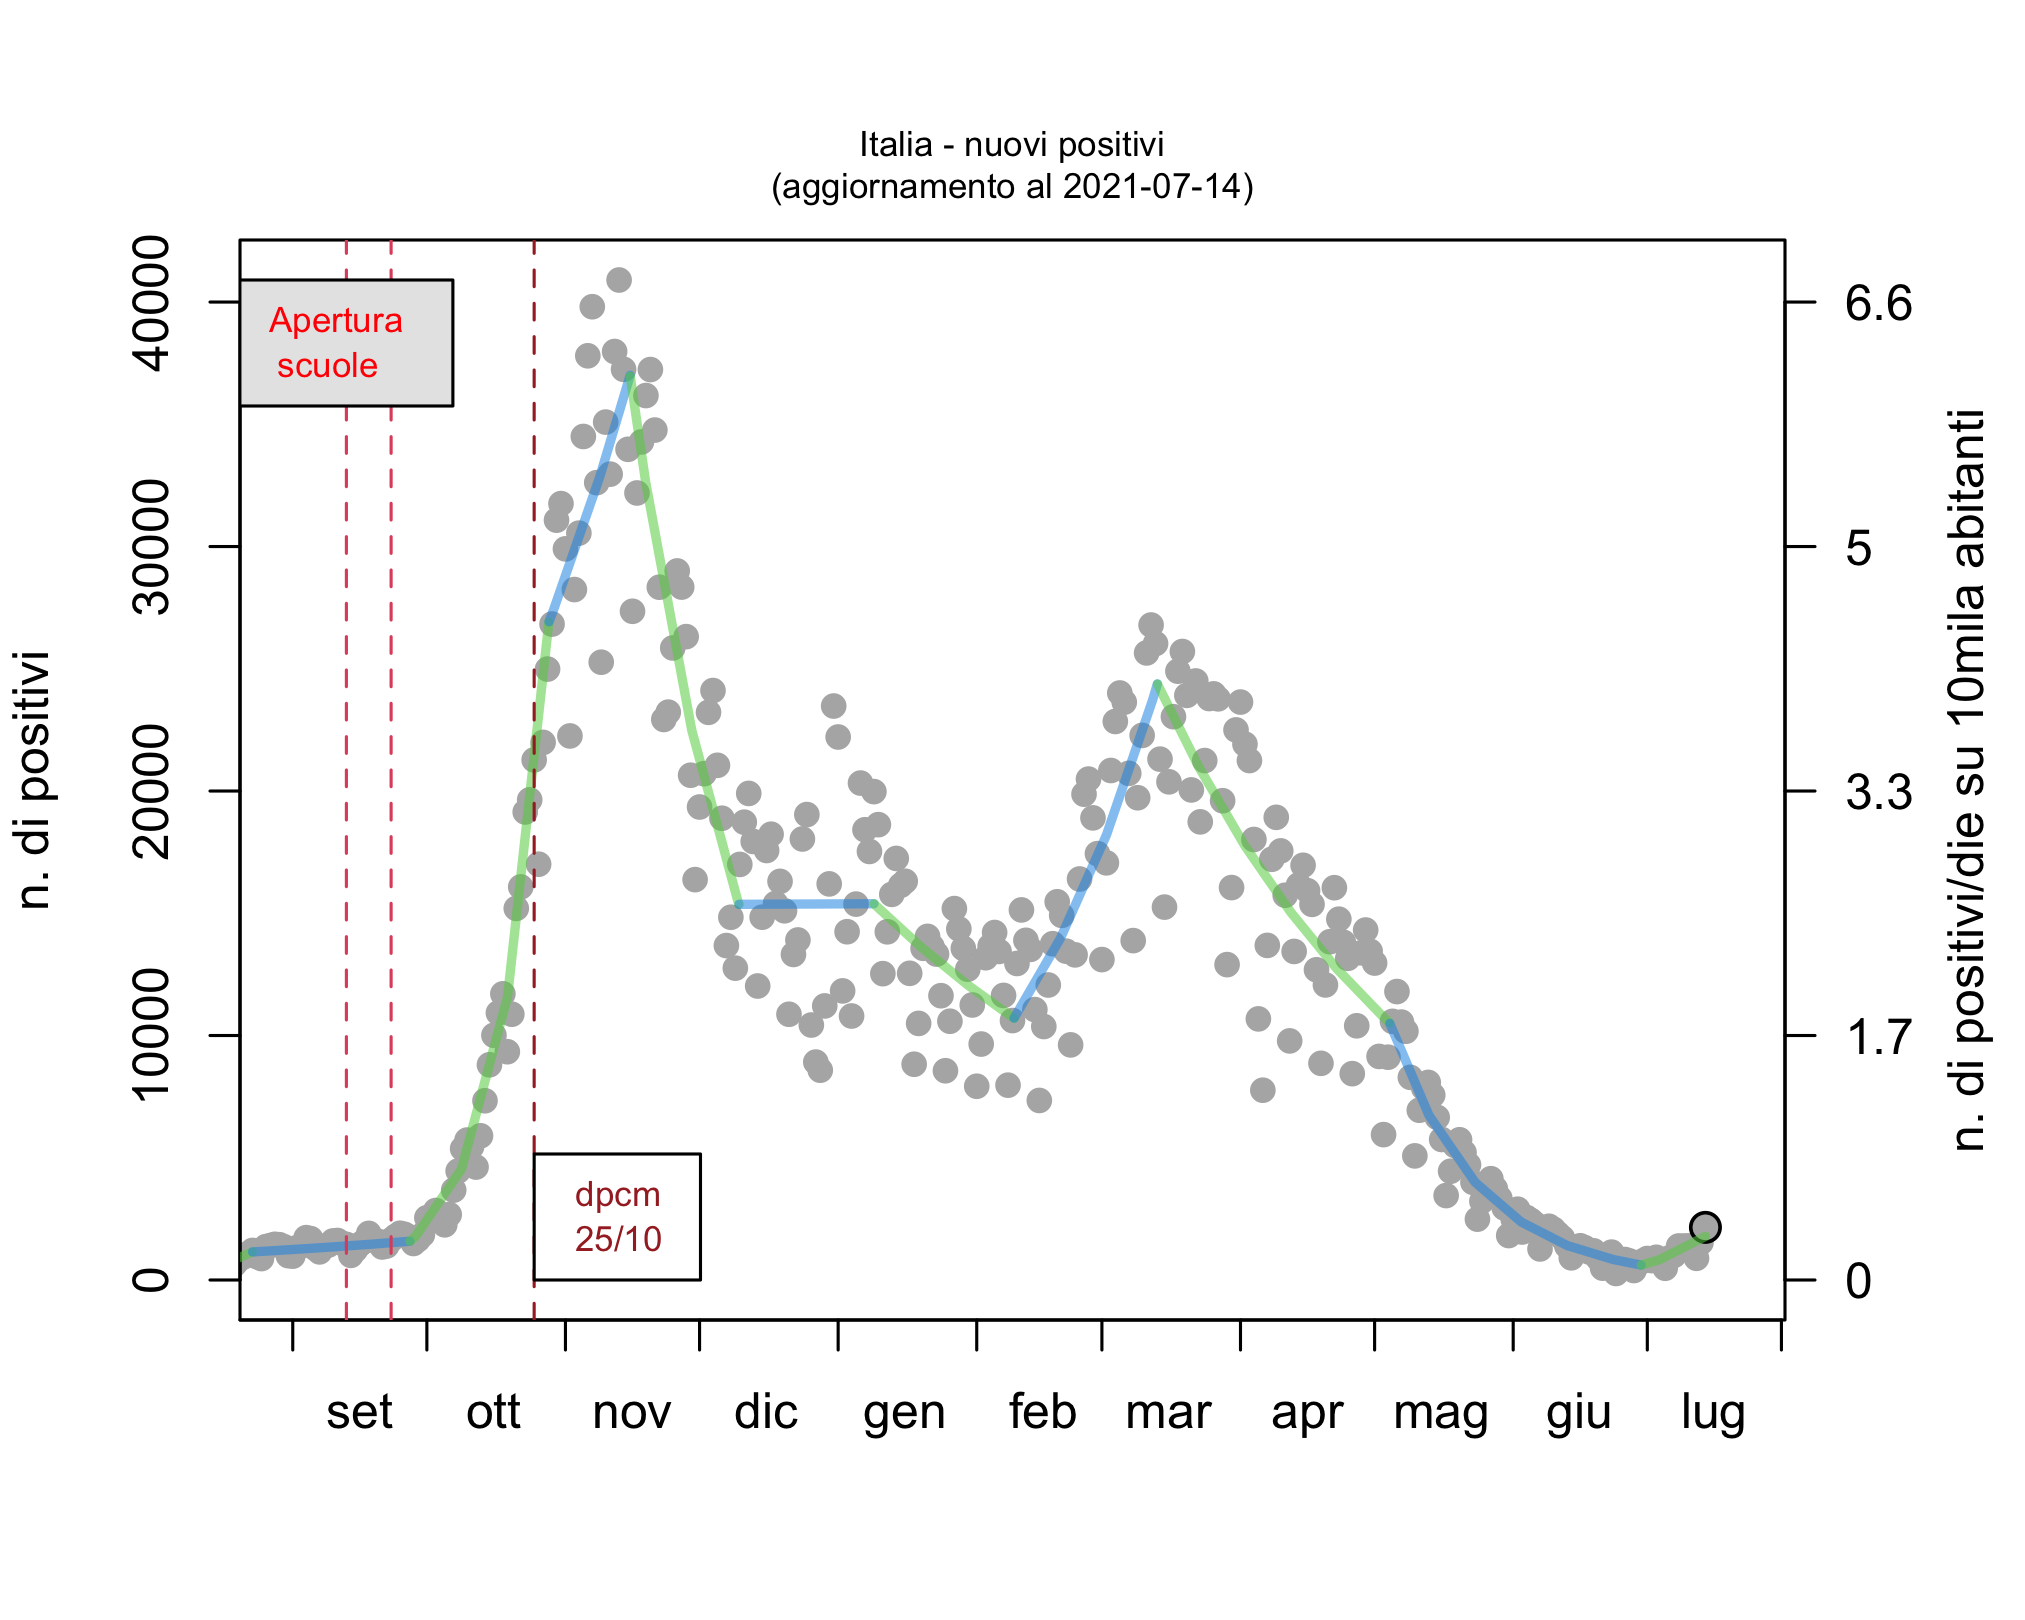 Italia - nuovi positivi
(aggiornamento al 2021-07-14)
n. di positivi
40000
30000
20000
10000
0
Apertura
scuole
dpcm
25/10
6.6
5
3.3
1.7
0
n. di positivi/die su 10mila abitanti
set ott nov dic gen feb mar apr mag giu lug